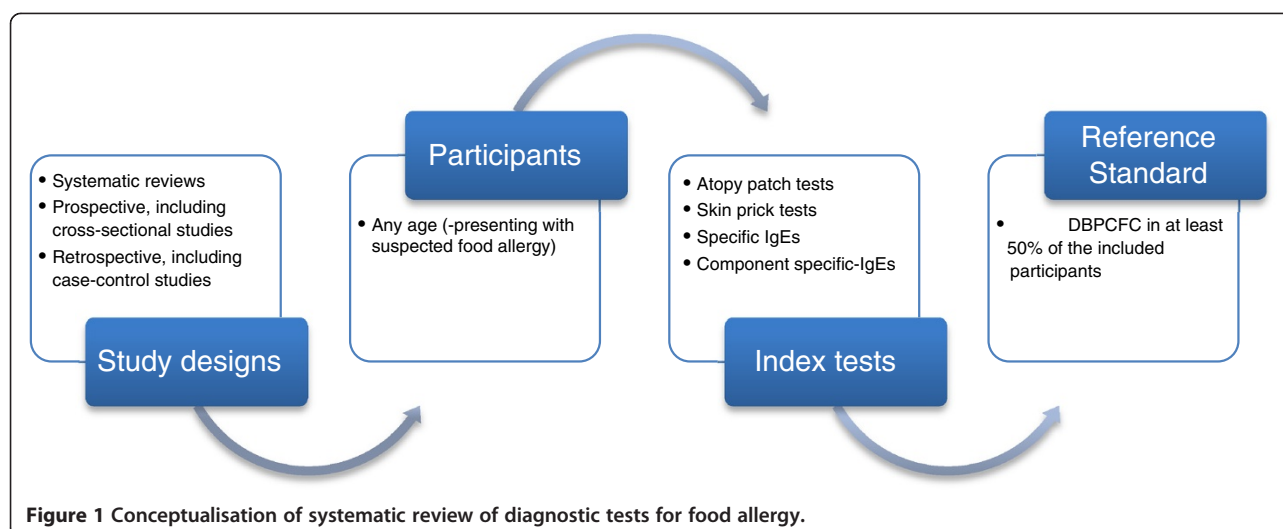 Study designs
• Systematic reviews
• Prospective, including
cross-sectional studies
• Retrospective, including
case-control studies
Participants
• Any age (-presenting with
suspected food allergy)
Index tests
• Atopy patch tests
• Skin prick tests
• Specific IgEs
• Component specific-IgEs
Reference
Standard
• DBPCFC in at least
50% of the included
participants
Figure 1 Conceptualisation of systematic review of diagnostic tests for food allergy.